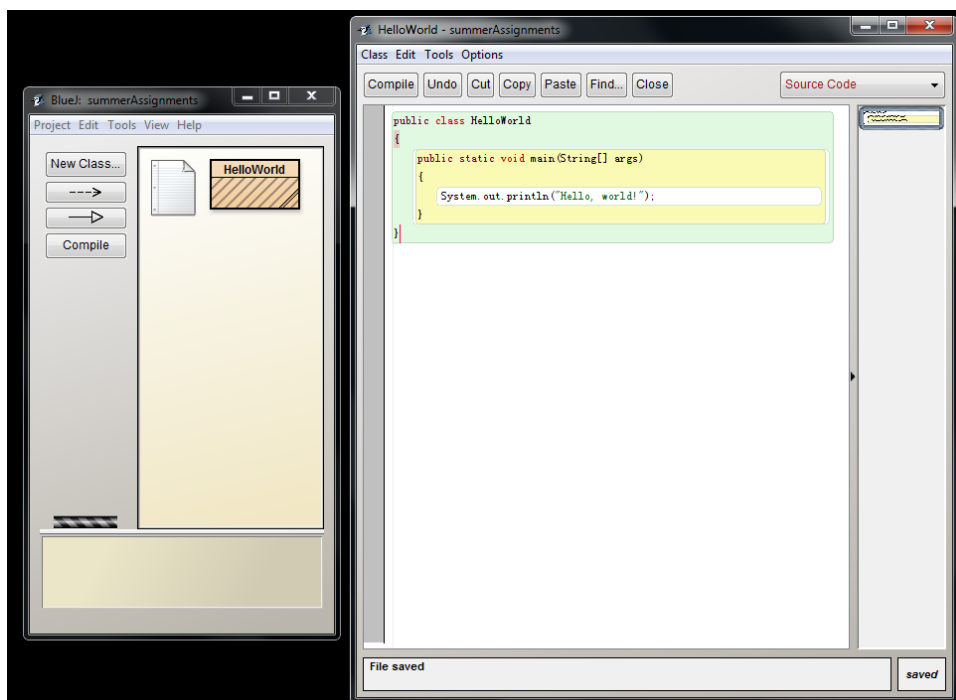 BlueJ: summerAssignments
Project Edit Tools View Help
New Class...
--->
Compile
HelloWorld
HelloWorld - summerAssignments
Class Edit Tools Options
Compile Undo Cut Copy Paste Find... Close Source Code
public class HelloWorld
{
public static void main(String[] args)
{
System.out.println("Hello, world!");
}
}
File saved
saved